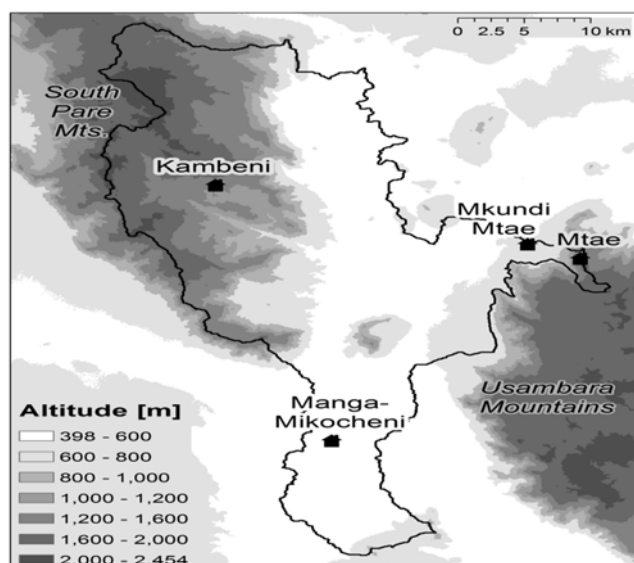 0 2.5 5 10
km
South Pare
Mts.
Kambeni
Mkundi
Mtae
Mtae
Usambara
Mountains
Manga-
Mikocheni
Altitude [m]
398 - 600
600 - 800
800 - 1,000
1,000 - 1,200
1,200 - 1,600
1,600 - 2,000
2,000 - 2,454